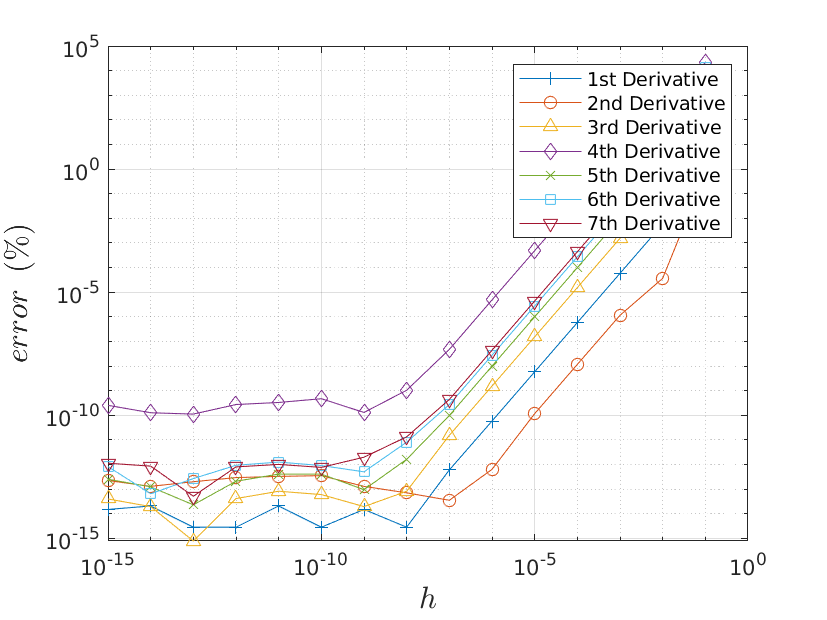 10^5
10^0
10^-5
10^-10
10^-15
error (%)
1st Derivative
2nd Derivative
3rd Derivative
4th Derivative
5th Derivative
6th Derivative
7th Derivative
10^-15 10^-10 10^-5 10^0
h